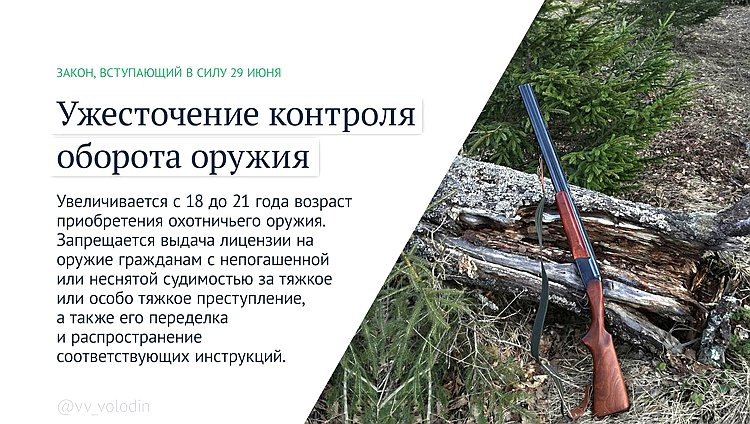 ЗАКОН, ВСТУПАЮЩИЙ В СИЛУ 29 ИЮНЯ
Ужесточение контроля
оборота оружия
Увеличивается с 18 до 21 года возраст
приобретения охотничьего оружия.
Запрещается выдача лицензии на
оружие гражданам с непогашенной
или неснятой судимостью за тяжкое
или особо тяжкое преступление,
а также его переделка
и распространение
соответствующих инструкций.
@vv_volodin